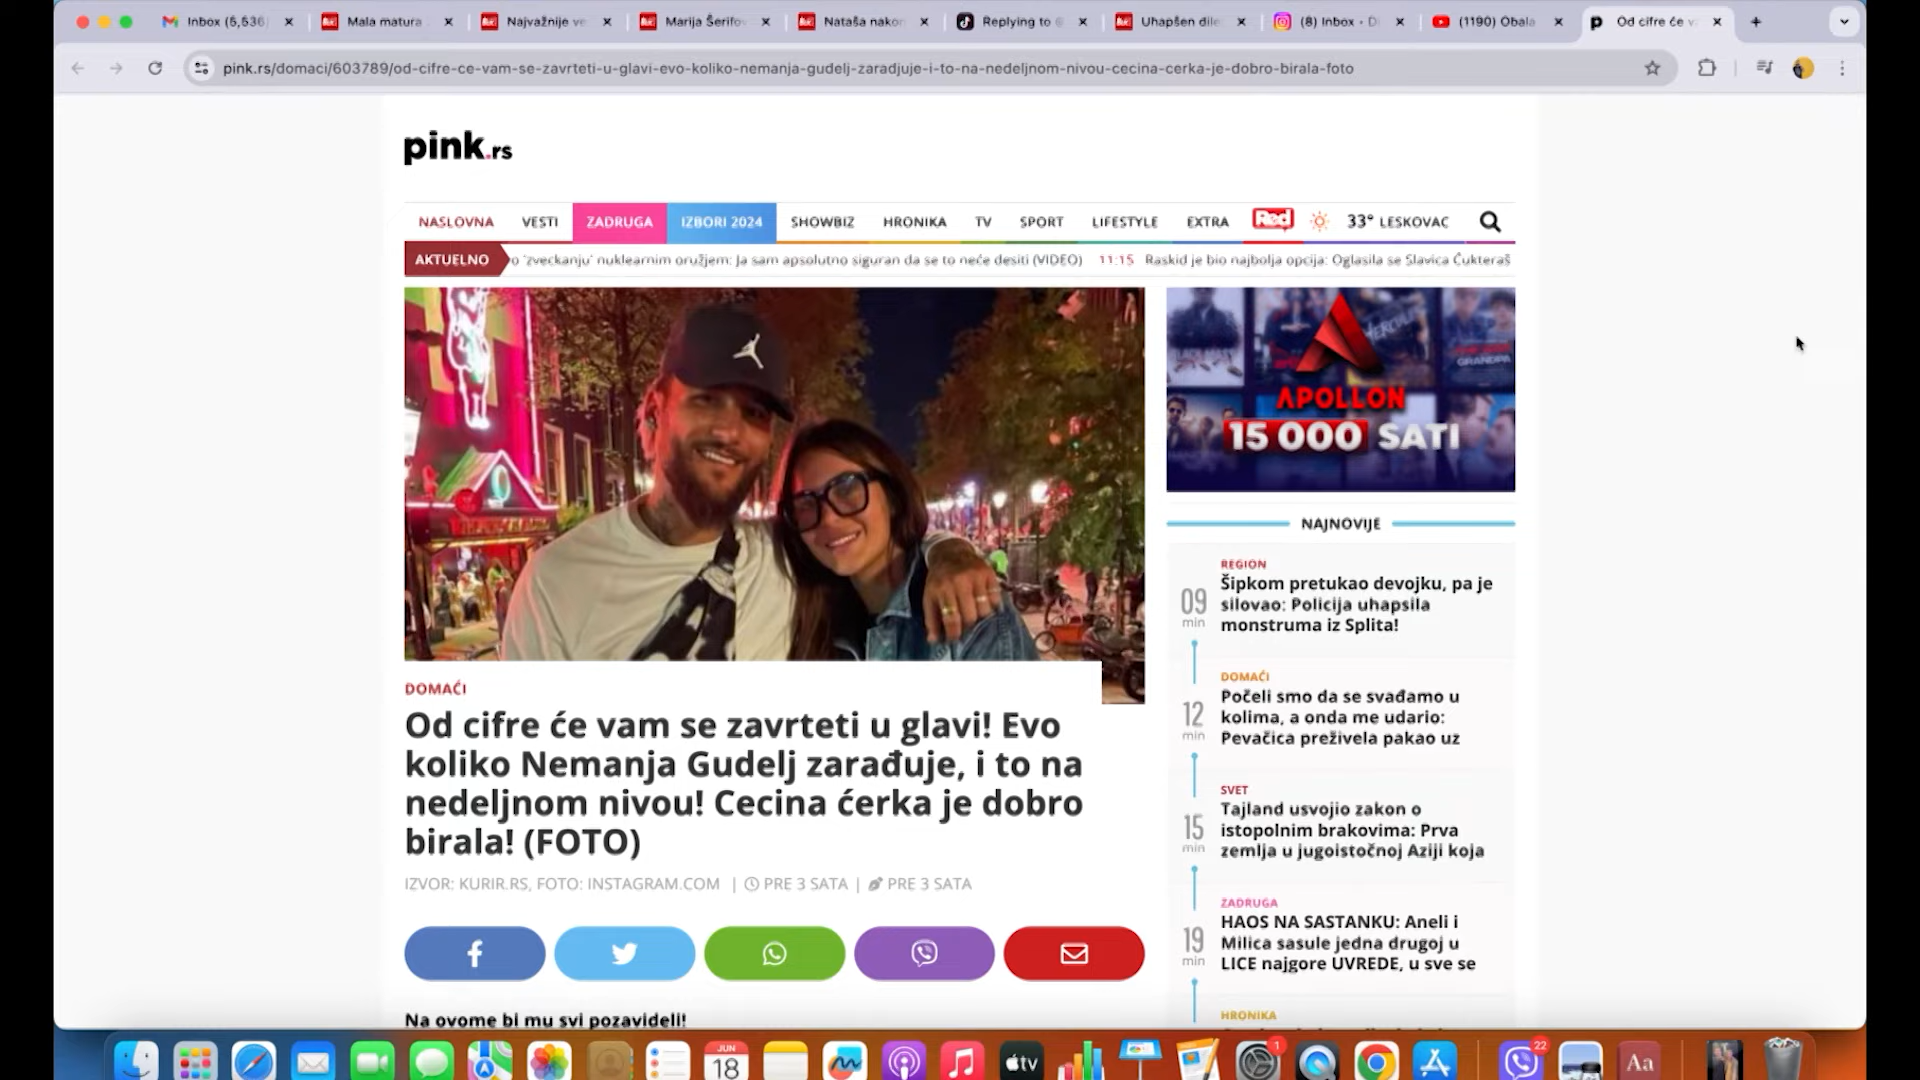 Inbox (5,536)
Mala matura
Najvažnije ve
Marija Šerifov
Nataša nakon
Replying to @
Uhapšen dile
(8) Inbox • Di
(1190) Obala
Od cifre će va
pink.rs/domaci/603789/od-cifre-ce-vam-se-zavrteti-u-glavi-evo-koliko-nemanja-gudelj-zaradjuje-i-to-na-nedeljnom-nivou-cecina-cerka-je-dobro-birala-foto
pink.rs
NASLOVNA VESTI ZADRUGA IZBORI 2024 SHOWBIZ HRONIKA TV SPORT LIFESTYLE EXTRA Red 33° LESKOVAC
AKTUELNO o 'zveckanju' nuklearnim oružjem: Ja sam apsolutno siguran da se to neće desiti (VIDEO) 11:15 Raskid je bio najbolja opcija: Oglasila se Slavica Ćukteraš
APOLLON
15 000 SATI
GRANDPA
DOMAĆI
Od cifre će vam se zavrteti u glavi! Evo
koliko Nemanja Gudelj zarađuje, i to na
nedeljnom nivou! Cecina ćerka je dobro
birala! (FOTO)
IZVOR: KURIR.RS, FOTO: INSTAGRAM.COM | PRE 3 SATA | PRE 3 SATA
Na ovome bi mu svi pozavideli!
NAJNOVIJE
09
min
REGION
Šipkom pretukao devojku, pa je
silovao: Policija uhapsila
monstruma iz Splita!
12
min
DOMAĆI
Počeli smo da se svađamo u
kolima, a onda me udario:
Pevačica preživela pakao uz
15
min
SVET
Tajland usvojio zakon o
istopolnim brakovima: Prva
zemlja u jugoistočnoj Aziji koja
19
min
ZADRUGA
HAOS NA SASTANKU: Aneli i
Milica sasule jedna drugoj u
LICE najgore UVREDE, u sve se
HRONIKA
JUN
18
tv
1
22
Aa